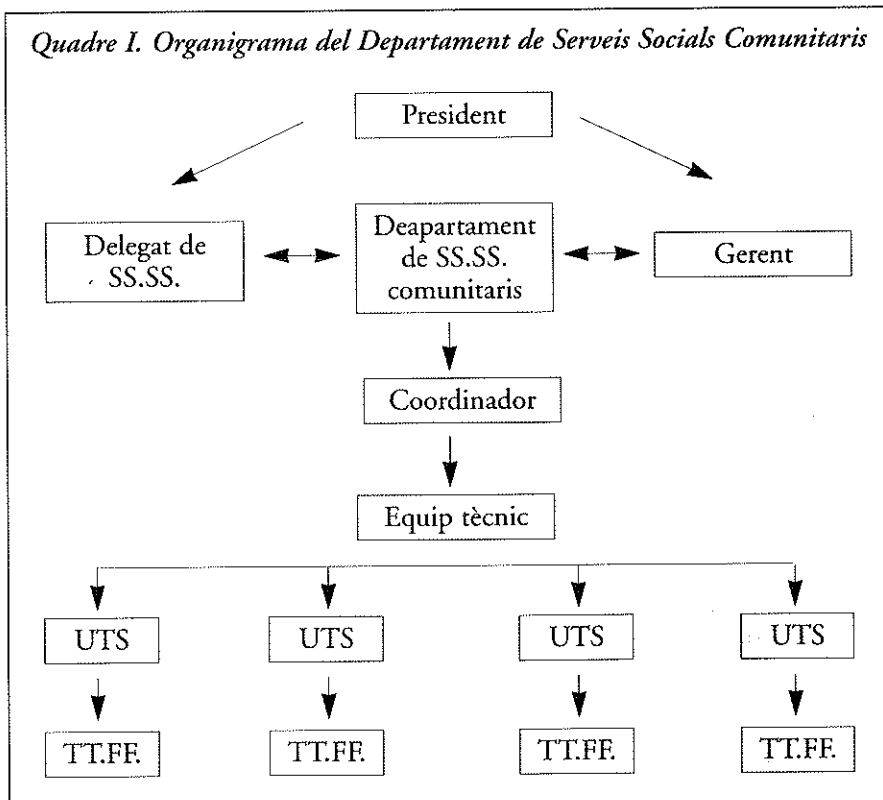 Quadre I. Organigrama del Departament de Serveis Socials Comunitaris
President
Delegat de
SS.SS.
Deapartament
de SS.SS.
comunitaris
Gerent
Coordinador
Equip tècnic
UTS
UTS
UTS
UTS
TT.FF.
TT.FF.
TT.FF.
TT.FF.